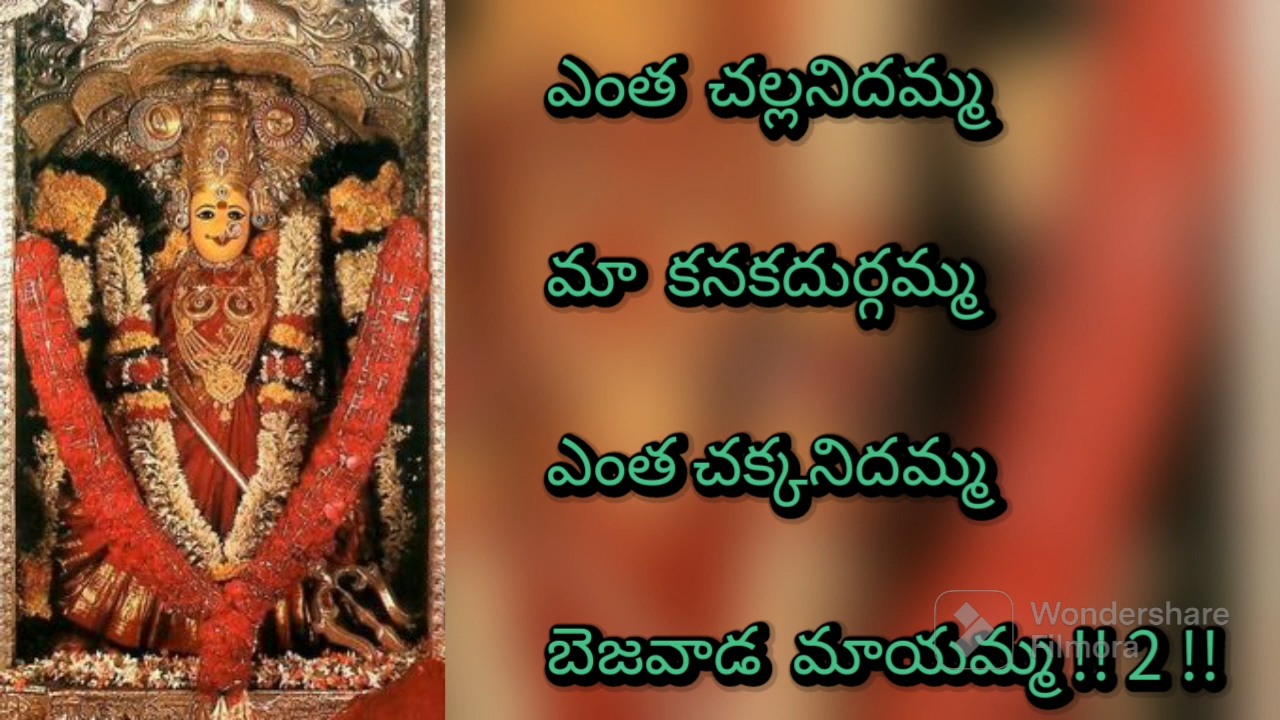 ఎంత చల్లనిదమ్మ
మా కనకదుర్గమ్మ
ఎంత చక్కనిదమ్మ
బెజవాడ మాయమ్మ !! 2 !!
Wondershare
Filmora